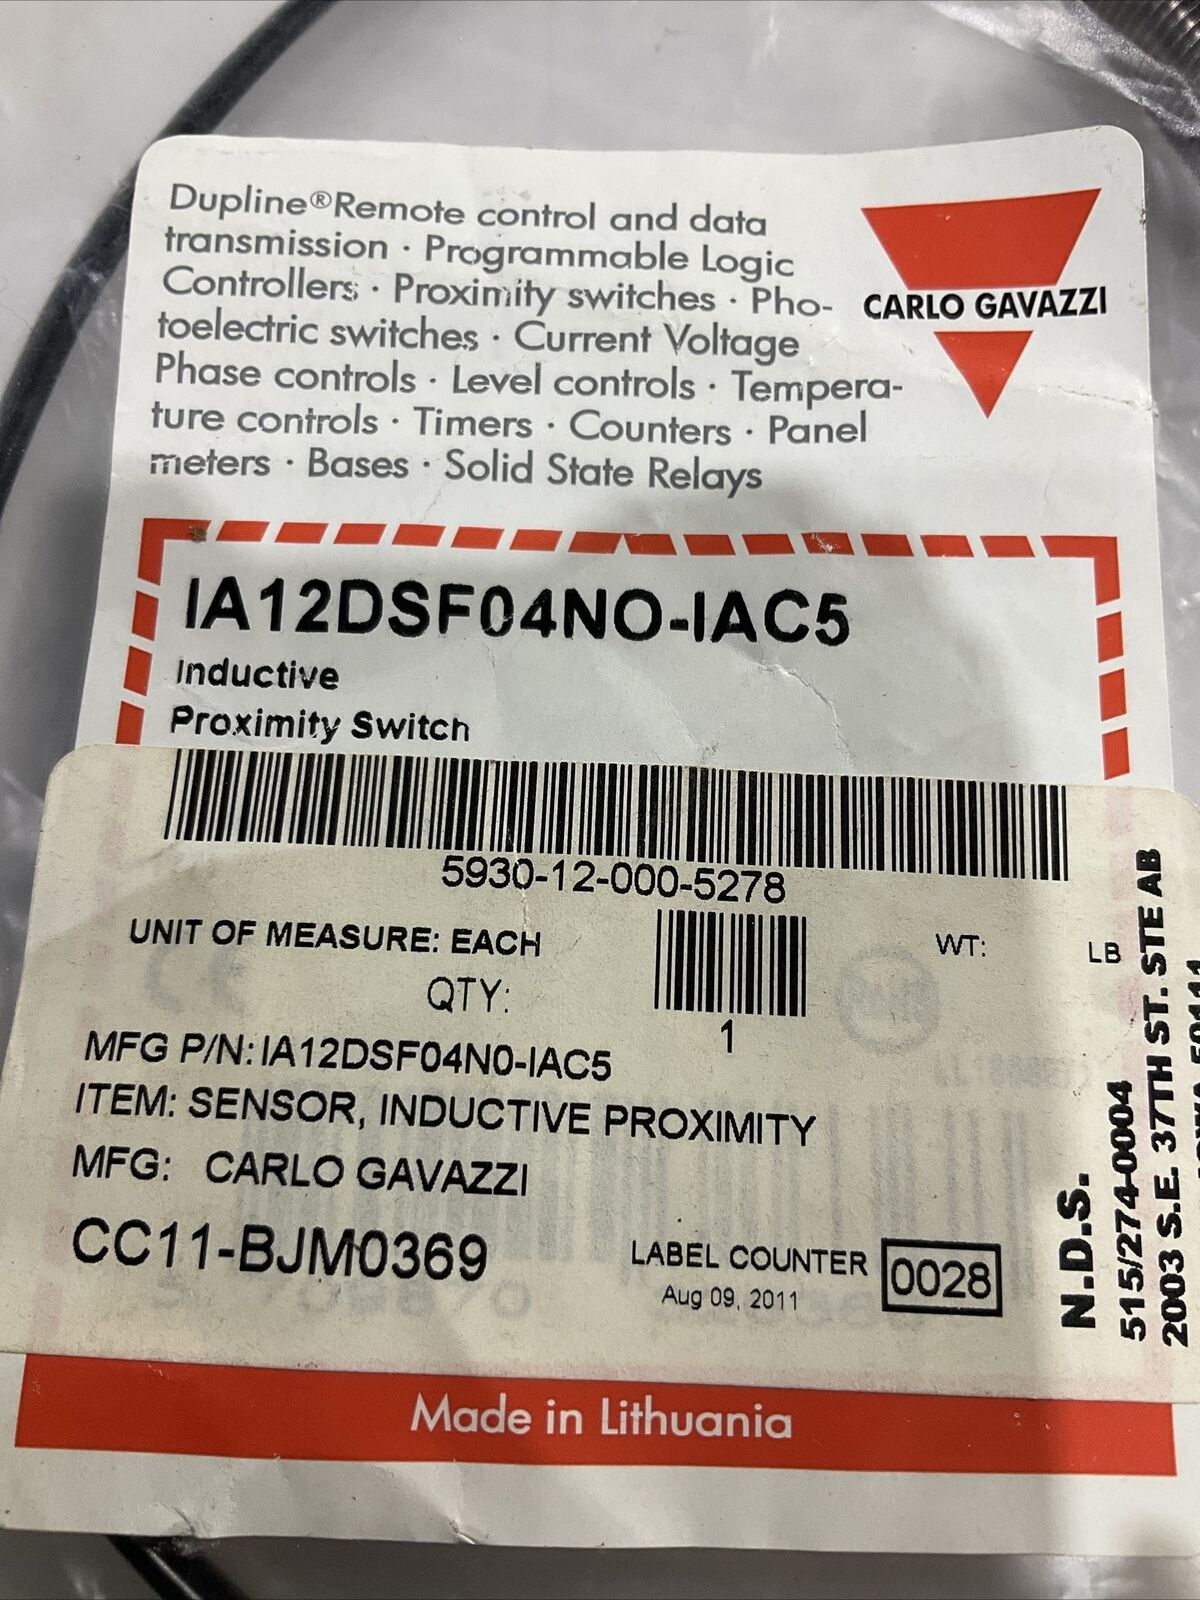 Dupline®Remote control and data
transmission · Programmable Logic
Controllers · Proximity switches · Pho-
toelectric switches · Current Voltage
Phase controls · Level controls · Tempera-
ture controls · Timers · Counters · Panel
meters · Bases · Solid State Relays
CARLO GAVAZZI
IA12DSF04NO-IAC5
Inductive
Proximity Switch
5930-12-000-5278
UNIT OF MEASURE: EACH
WT: LB
QTY:
1
MFG P/N: IA12DSF04N0-IAC5
ITEM: SENSOR, INDUCTIVE PROXIMITY
MFG: CARLO GAVAZZI
CC11-BJM0369
LABEL COUNTER 0028
Aug 09, 2011
N.D.S.
515/274-0004
2003 S.E. 37TH ST. STE AB
Made in Lithuania